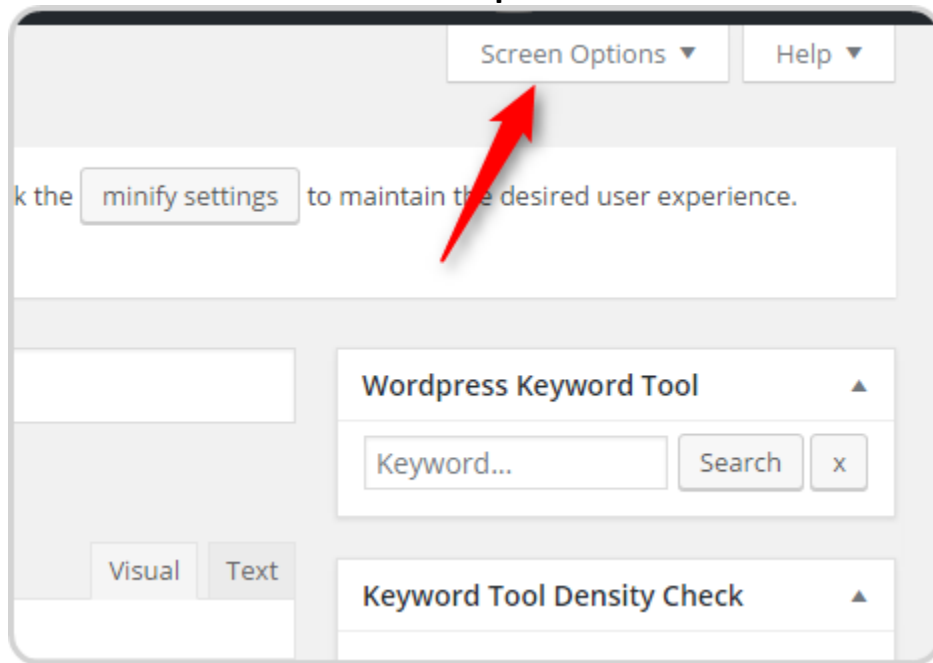 Screen Options ▼ Help ▼
k the minify settings to maintain the desired user experience.
Wordpress Keyword Tool ▲
Keyword... Search x
Visual Text
Keyword Tool Density Check ▲